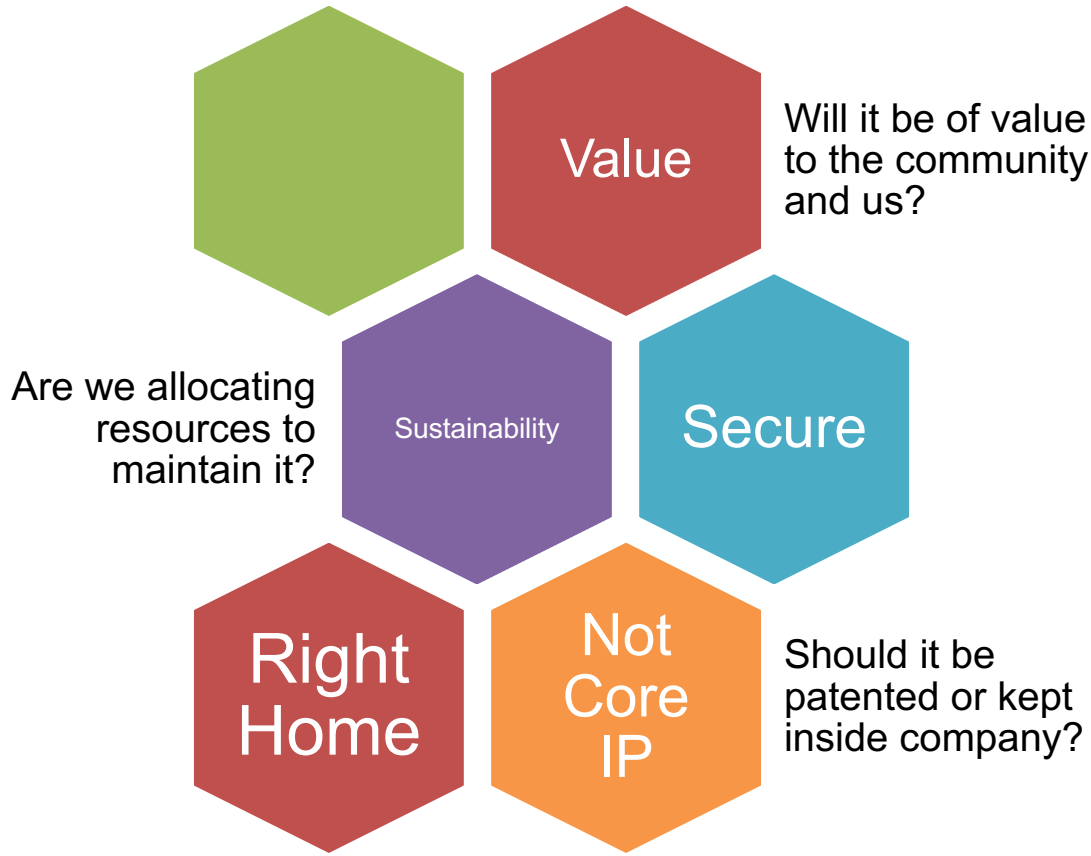 Value
Will it be of value
to the community
and us?
Are we allocating
resources to
maintain it?
Sustainability
Secure
Right
Home
Not
Core
IP
Should it be
patented or kept
inside company?